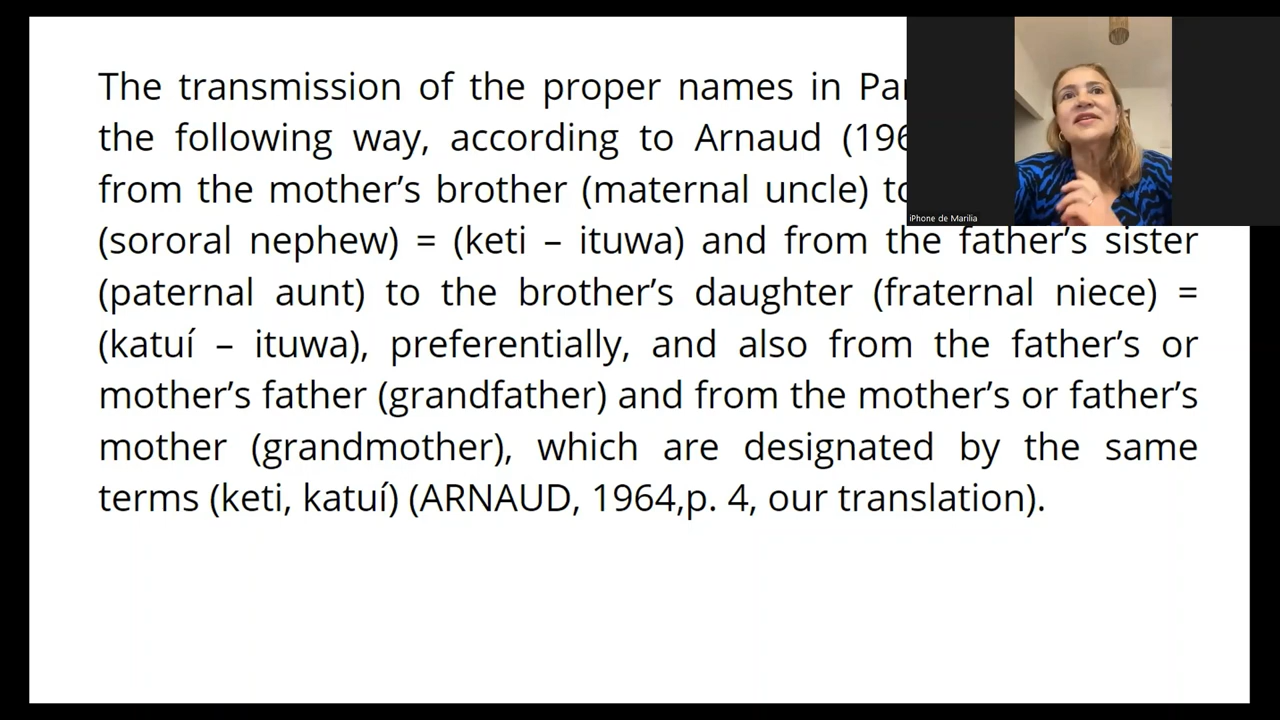 The transmission of the proper names in
the following way, according to Arnaud
from the mother’s brother (maternal uncle)
(sororal nephew) = (keti – ituwa) and from the father’s sister
(paternal aunt) to the brother’s daughter (fraternal niece) =
(katuí – ituwa), preferentially, and also from the father’s or
mother’s father (grandfather) and from the mother’s or father’s
mother (grandmother), which are designated by the same
terms (keti, katuí) (ARNAUD, 1964,p. 4, our translation).
iPhone de Marilia